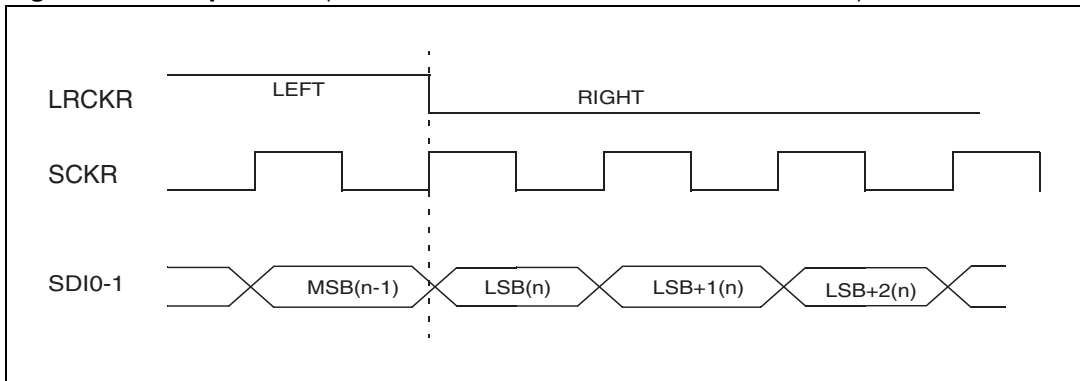 LRCKR
LEFT
RIGHT
SCKR
SDI0-1
MSB(n-1)
LSB(n)
LSB+1(n)
LSB+2(n)